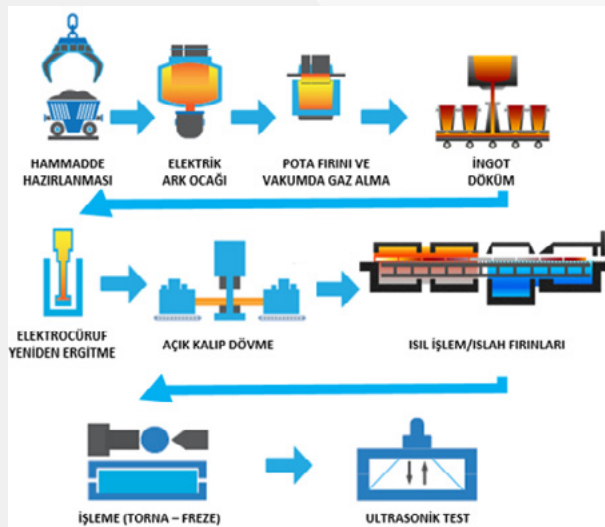 HAMMADDE
HAZIRLANMASI
ELEKTRİK
ARK OCAĞI
POTA FIRINI VE
VAKUMDA GAZ ALMA
İNGOT
DÖKÜM
ELEKTROCÜRUF
YENİDEN ERGİTME
AÇIK KALIP DÖVME
ISIL İŞLEM/ISLAH FIRINLARI
İŞLEME (TORNA – FREZE)
ULTRASONİK TEST